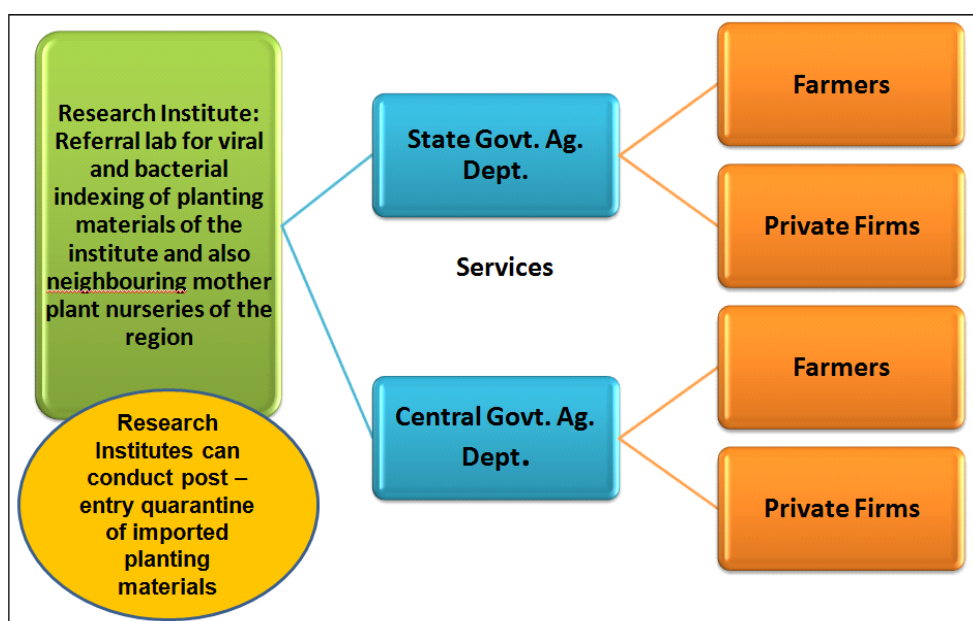 Research Institute:
Referral lab for viral
and bacterial
indexing of planting
materials of the
institute and also
neighbouring mother
plant nurseries of the
region
Research
Institutes can
conduct post –
entry quarantine
of imported
planting
materials
State Govt. Ag.
Dept.
Services
Central Govt. Ag.
Dept.
Farmers
Private Firms
Farmers
Private Firms